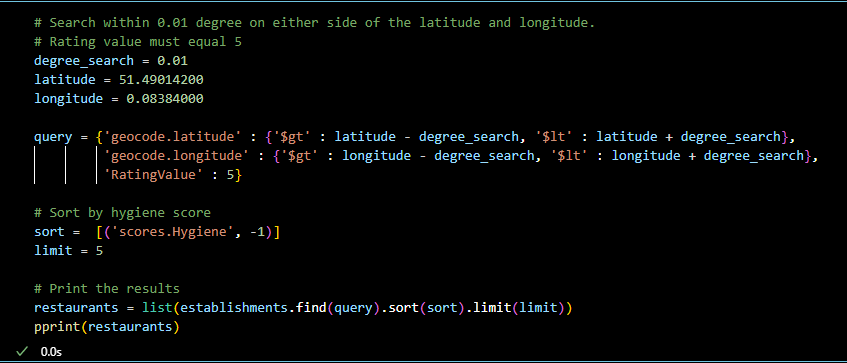 # Search within 0.01 degree on either side of the latitude and longitude.
# Rating value must equal 5
degree_search = 0.01
latitude = 51.49014200
longitude = 0.08384000
query = {'geocode.latitude' : {'$gt' : latitude - degree_search, '$lt' : latitude + degree_search},
'geocode.longitude' : {'$gt' : longitude - degree_search, '$lt' : longitude + degree_search},
'RatingValue' : 5}
# Sort by hygiene score
sort =  [('scores.Hygiene', -1)]
limit = 5
# Print the results
restaurants = list(establishments.find(query).sort(sort).limit(limit))
pprint(restaurants)
✓ 0.0s